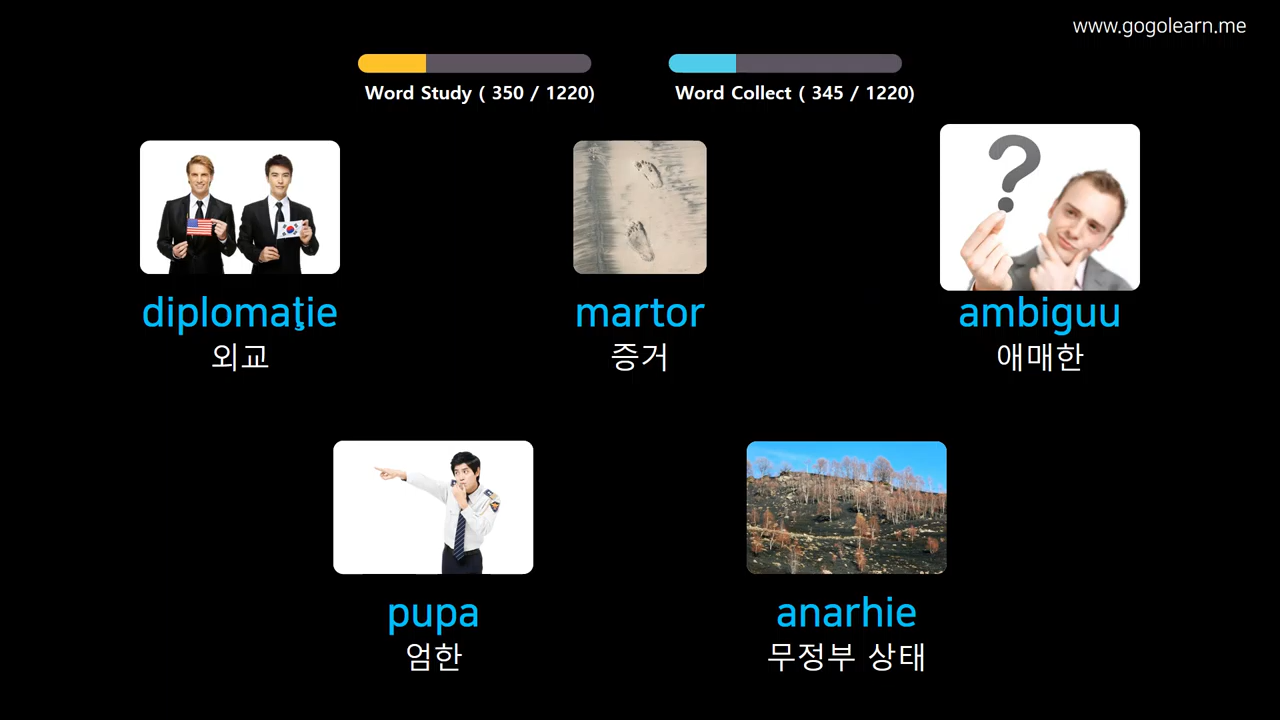 www.gogolearn.me
Word Study ( 350 / 1220)
Word Collect ( 345 / 1220)
diplomaţie
외교
martor
증거
ambiguu
애매한
pupa
엄한
anarhie
무정부 상태